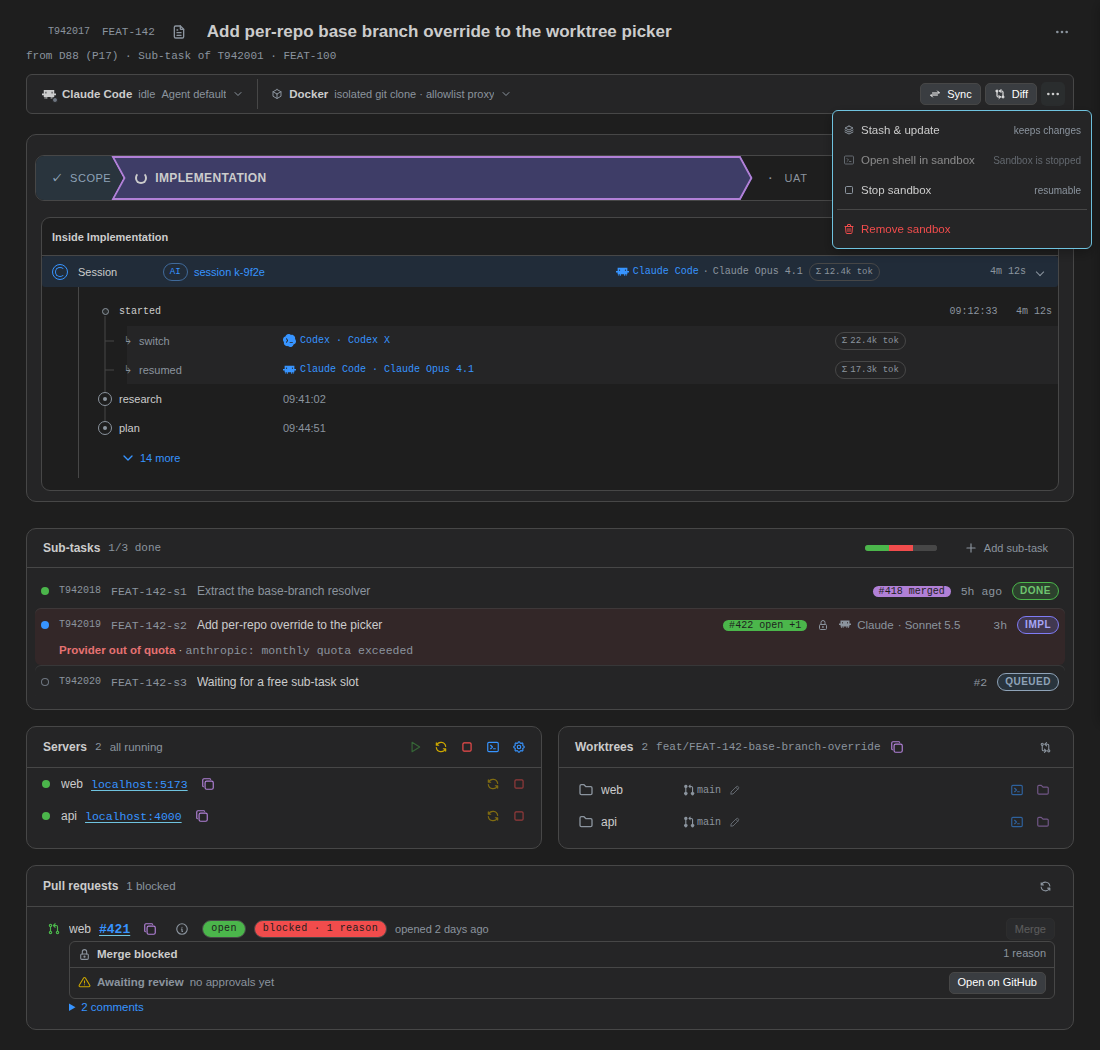 T942017 FEAT-142 Add per-repo base branch override to the worktree picker
from D88 (P17) · Sub-task of T942001 · FEAT-100
Claude Code idle Agent default Docker isolated git clone · allowlist proxy Sync Diff
Stash & update keeps changes
Open shell in sandbox Sandbox is stopped
Stop sandbox resumable
Remove sandbox
SCOPE IMPLEMENTATION · UAT
Inside Implementation
Session AI session k-9f2e Claude Code · Claude Opus 4.1 Σ 12.4k tok 4m 12s
started 09:12:33 4m 12s
↳ switch Codex · Codex X Σ 22.4k tok
↳ resumed Claude Code · Claude Opus 4.1 Σ 17.3k tok
research 09:41:02
plan 09:44:51
14 more
Sub-tasks 1/3 done Add sub-task
T942018 FEAT-142-s1 Extract the base-branch resolver #418 merged 5h ago DONE
T942019 FEAT-142-s2 Add per-repo override to the picker #422 open +1 Claude · Sonnet 5.5 3h IMPL
Provider out of quota · anthropic: monthly quota exceeded
T942020 FEAT-142-s3 Waiting for a free sub-task slot #2 QUEUED
Servers 2 all running
web localhost:5173
api localhost:4000
Worktrees 2 feat/FEAT-142-base-branch-override
web main
api main
Pull requests 1 blocked
web #421 open blocked · 1 reason opened 2 days ago Merge
Merge blocked 1 reason
Awaiting review no approvals yet Open on GitHub
2 comments